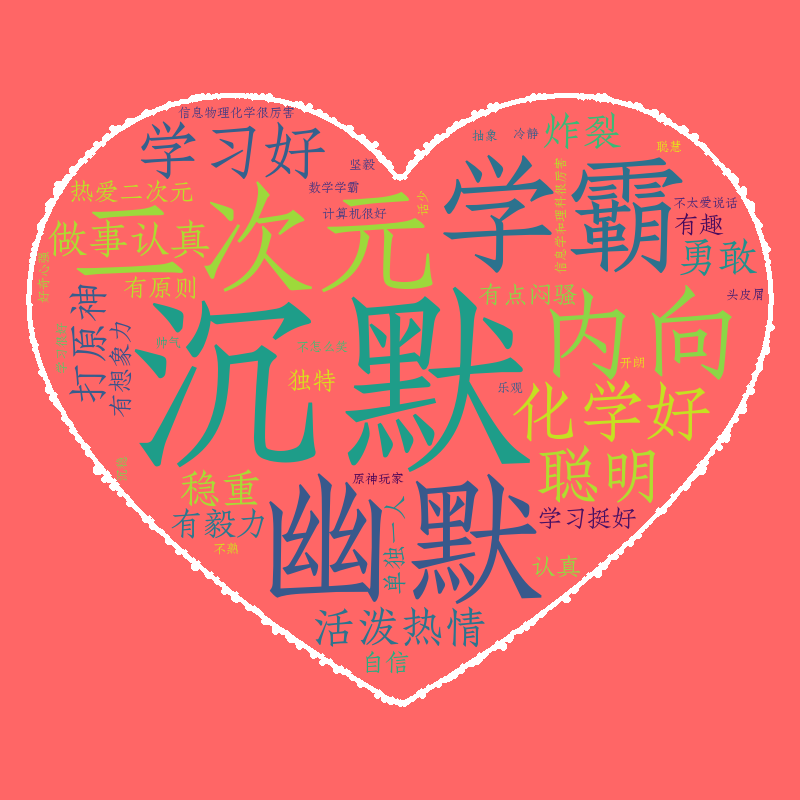 信息物理化学很厉害
学习好
坚毅
抽象
冷静
炸裂
聪慧
数学学霸
热爱二次元
计算机很好
话少
学霸
信息学和理科很厉害
不太爱说话
有趣
二次元
做事认真
勇敢
好奇心强
有原则
有点闷骚
头皮屑
打原神
有想象力
沉默
独特
内向
开朗
乐观
化学好
聪明
稳重
原神玩家
有毅力
幽默
单独一人
学习挺好
不熟
认真
活泼热情
自信